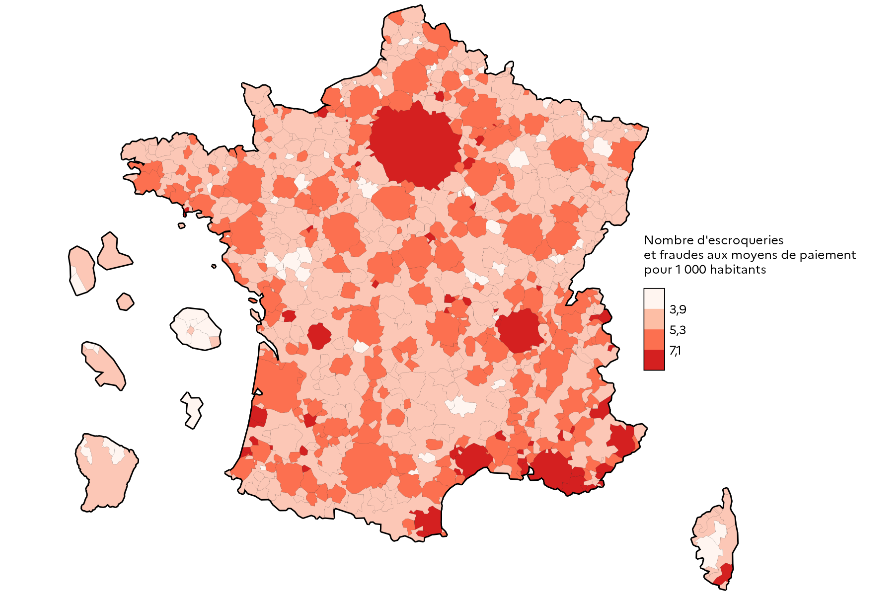 Nombre d'escroqueries
et fraudes aux moyens de paiement
pour 1 000 habitants
3,9
5,3
7,1